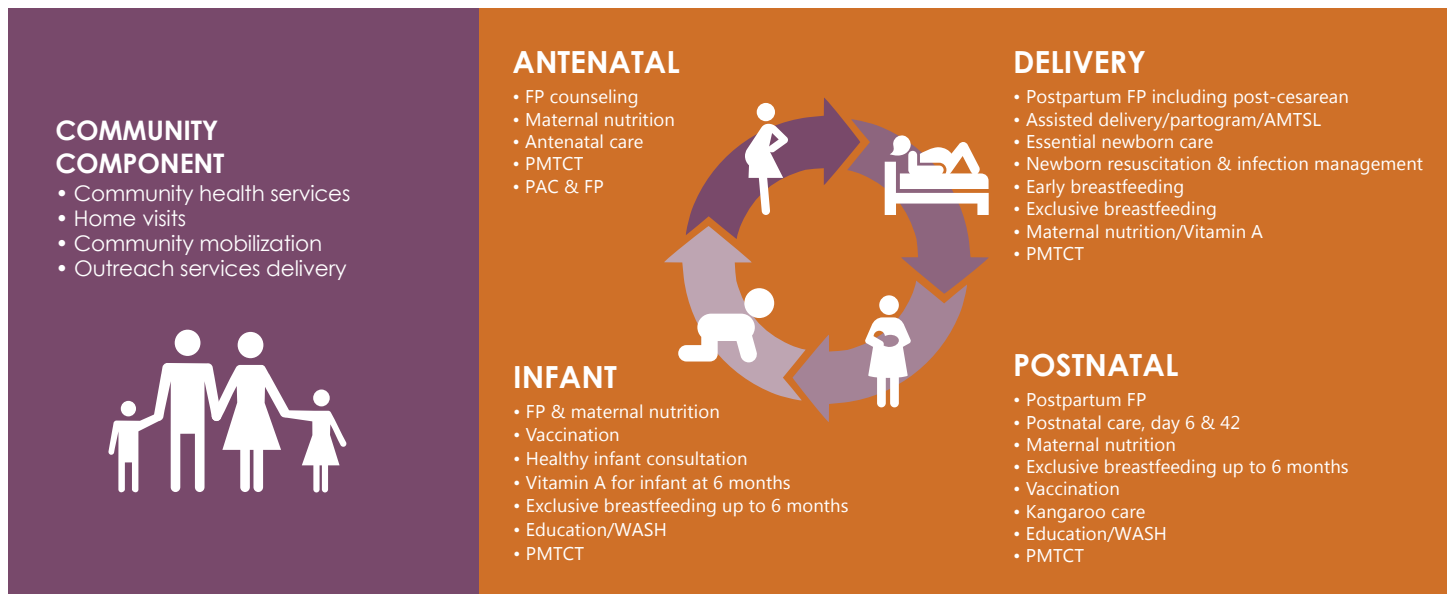 COMMUNITY
COMPONENT
• Community health services
• Home visits
• Community mobilization
• Outreach services delivery
ANTENATAL
• FP counseling
• Maternal nutrition
• Antenatal care
• PMTCT
• PAC & FP
DELIVERY
• Postpartum FP including post-cesarean
• Assisted delivery/partogram/AMTSL
• Essential newborn care
• Newborn resuscitation & infection management
• Early breastfeeding
• Exclusive breastfeeding
• Maternal nutrition/Vitamin A
• PMTCT
INFANT
• FP & maternal nutrition
• Vaccination
• Healthy infant consultation
• Vitamin A for infant at 6 months
• Exclusive breastfeeding up to 6 months
• Education/WASH
• PMTCT
POSTNATAL
• Postpartum FP
• Postnatal care, day 6 & 42
• Maternal nutrition
• Exclusive breastfeeding up to 6 months
• Vaccination
• Kangaroo care
• Education/WASH
• PMTCT